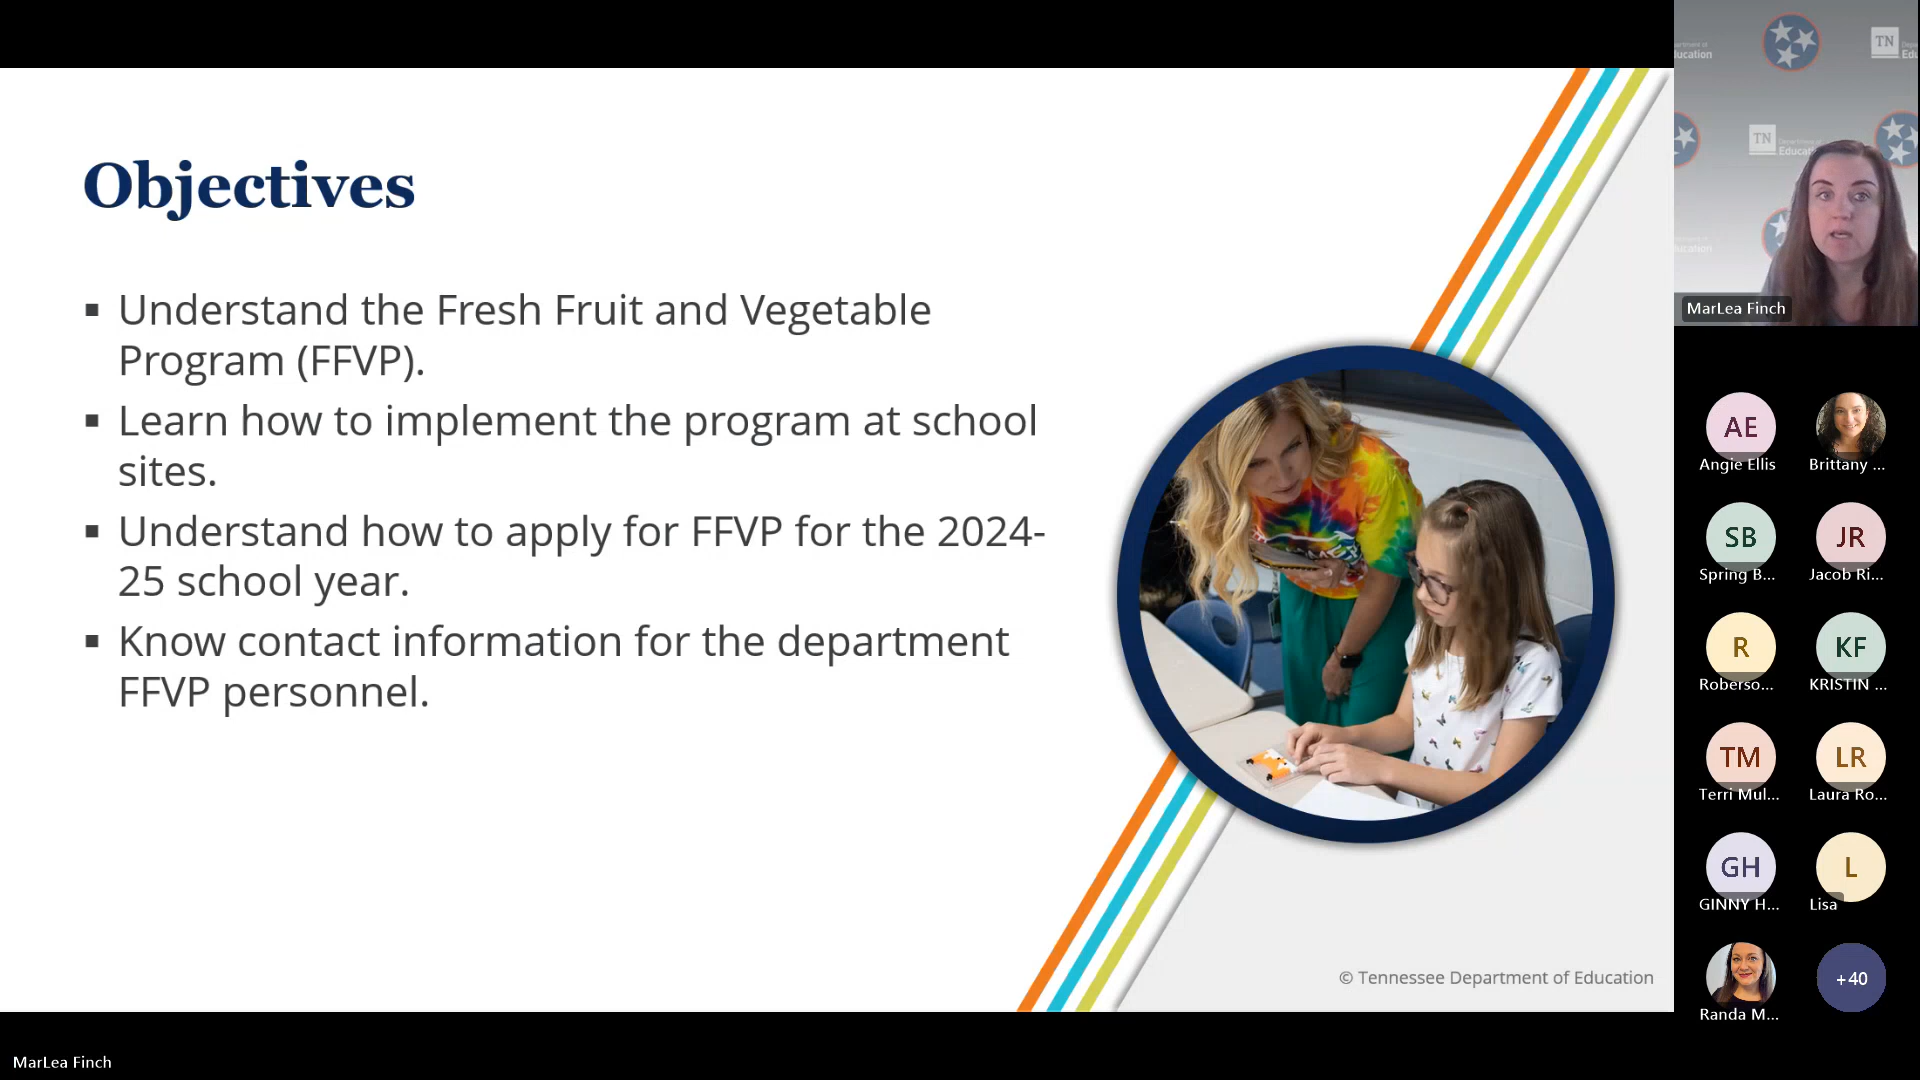 Objectives
▪ Understand the Fresh Fruit and Vegetable
Program (FFVP).
▪ Learn how to implement the program at school
sites.
▪ Understand how to apply for FFVP for the 2024-
25 school year.
▪ Know contact information for the department
FFVP personnel.
© Tennessee Department of Education
MarLea Finch
TN
TN
Education
MarLea Finch
AE
Angie Ellis
Brittany ...
SB
Spring B...
JR
Jacob Ri...
R
Roberso...
KF
KRISTIN ...
TM
Terri Mul...
LR
Laura Ro...
GH
GINNY H...
L
Lisa
Randa M...
+40